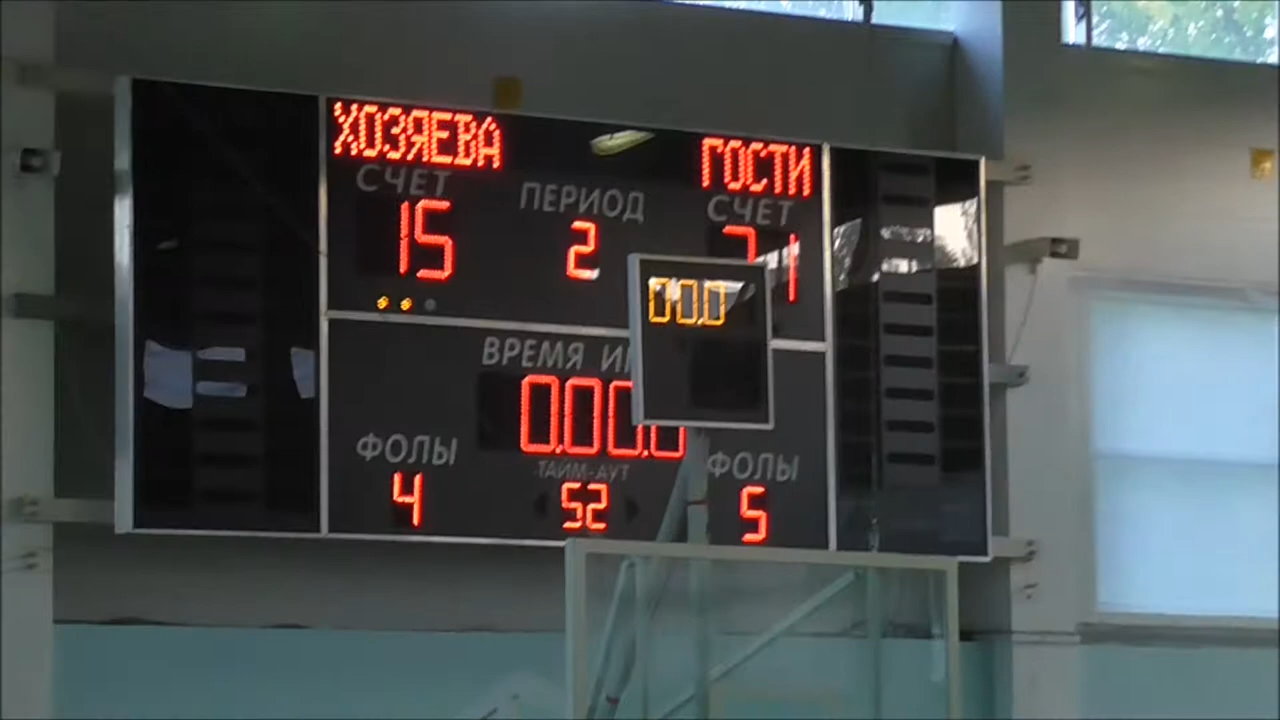 ХОЗЯЕВА ГОСТИ
СЧЕТ ПЕРИОД СЧЕТ
15 2
00.0
ВРЕМЯ
0.00.0
ФОЛЫ ТАЙМ-АУТ ФОЛЫ
4 52 5